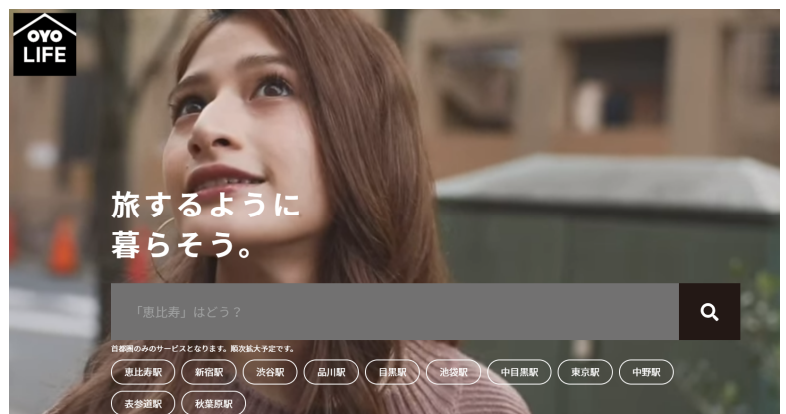 OYO
LIFE
旅するように
暮らそう。
「恵比寿」はどう？
首都圏のみのサービスとなります。順次拡大予定です。
恵比寿駅 新宿駅 渋谷駅 品川駅 目黒駅 池袋駅 中目黒駅 東京駅 中野駅
表参道駅 秋葉原駅